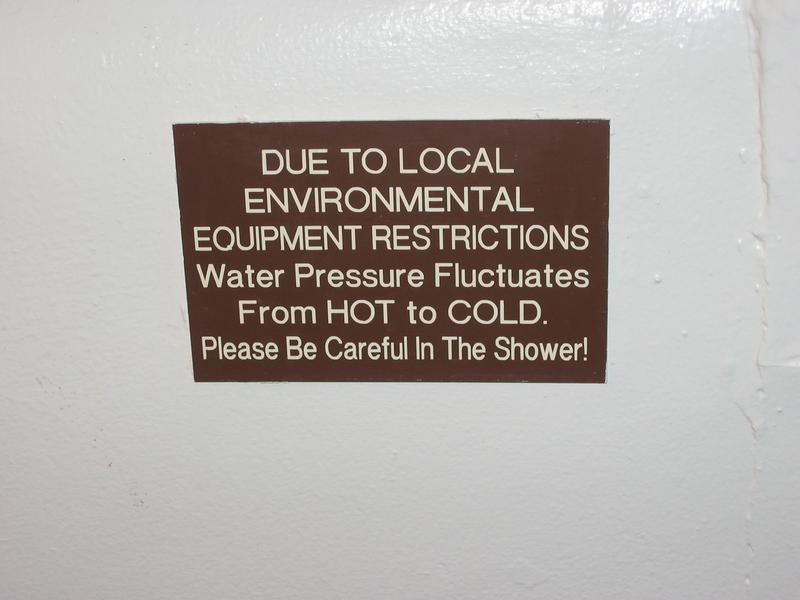 DUE TO LOCAL
ENVIRONMENTAL
EQUIPMENT RESTRICTIONS
Water Pressure Fluctuates
From HOT to COLD.
Please Be Careful In The Shower!